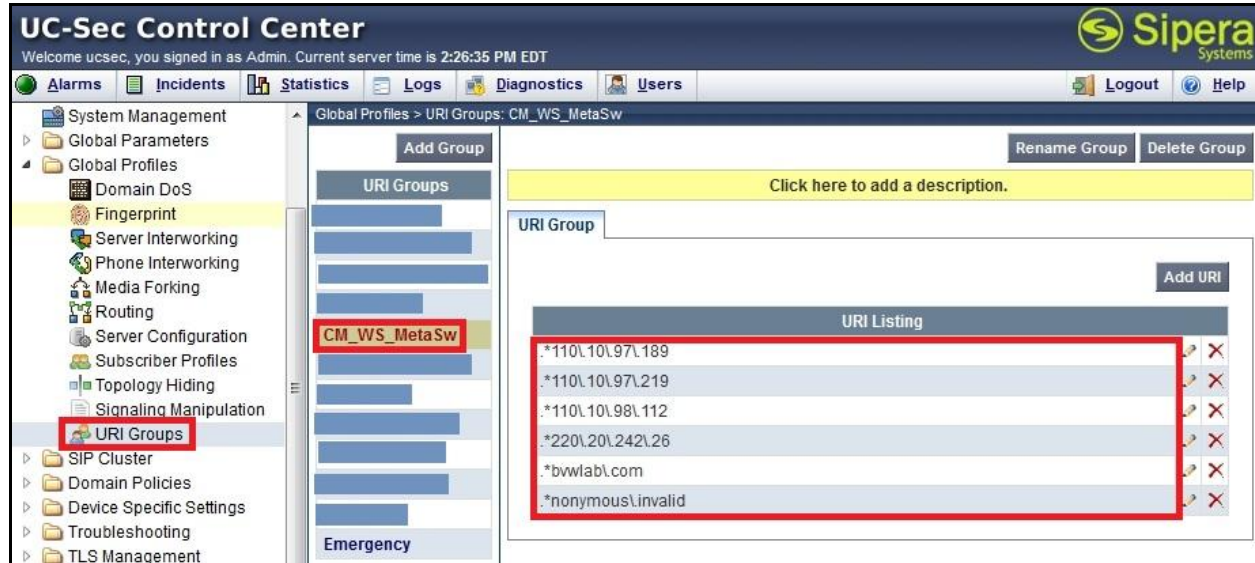 UC-Sec Control Center
Sipera
Systems
Welcome ucsec, you signed in as Admin. Current server time is 2:26:35 PM EDT
Alarms Incidents Statistics Logs Diagnostics Users Logout Help
System Management
Global Parameters
Global Profiles
Domain DoS
Fingerprint
Server Interworking
Phone Interworking
Media Forking
Routing
Server Configuration
Subscriber Profiles
Topology Hiding
Signaling Manipulation
URI Groups
SIP Cluster
Domain Policies
Device Specific Settings
Troubleshooting
TLS Management
Global Profiles > URI Groups: CM_WS_MetaSw
Add Group
URI Groups
CM_WS_MetaSw
Emergency
Rename Group Delete Group
Click here to add a description.
URI Group
Add URI
URI Listing
.*110\.10\.97\.189
.*110\.10\.97\.219
.*110\.10\.98\.112
.*220\.20\.242\.26
.*bvwlab\.com
.*nonymous\.invalid